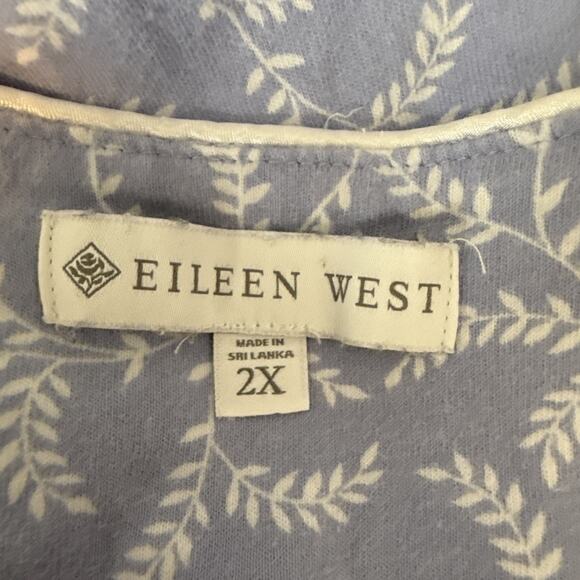 EILEEN WEST
MADE IN
SRI LANKA
2X